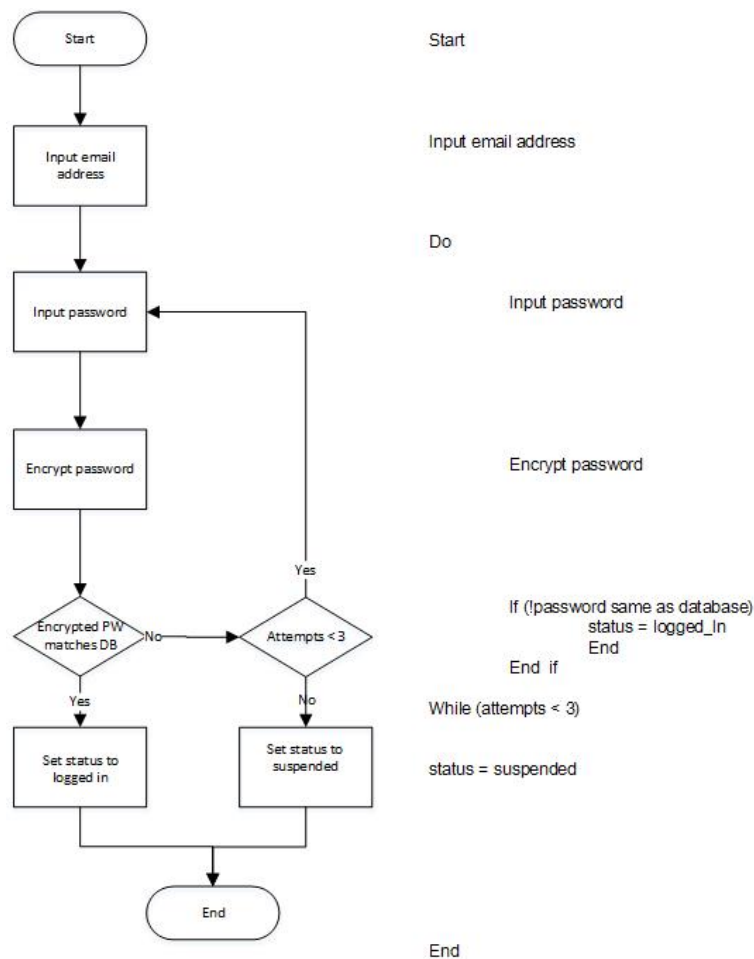 Start
Input email
address
Input password
Encrypt password
Encrypted PW
matches DB
No
Attempts < 3
Yes
Yes
No
Set status to
logged in
Set status to
suspended
End
Start
Input email address
Do
Input password
Encrypt password
If (!password same as database)
status = logged_In
End
End if
While (attempts < 3)
status = suspended
End